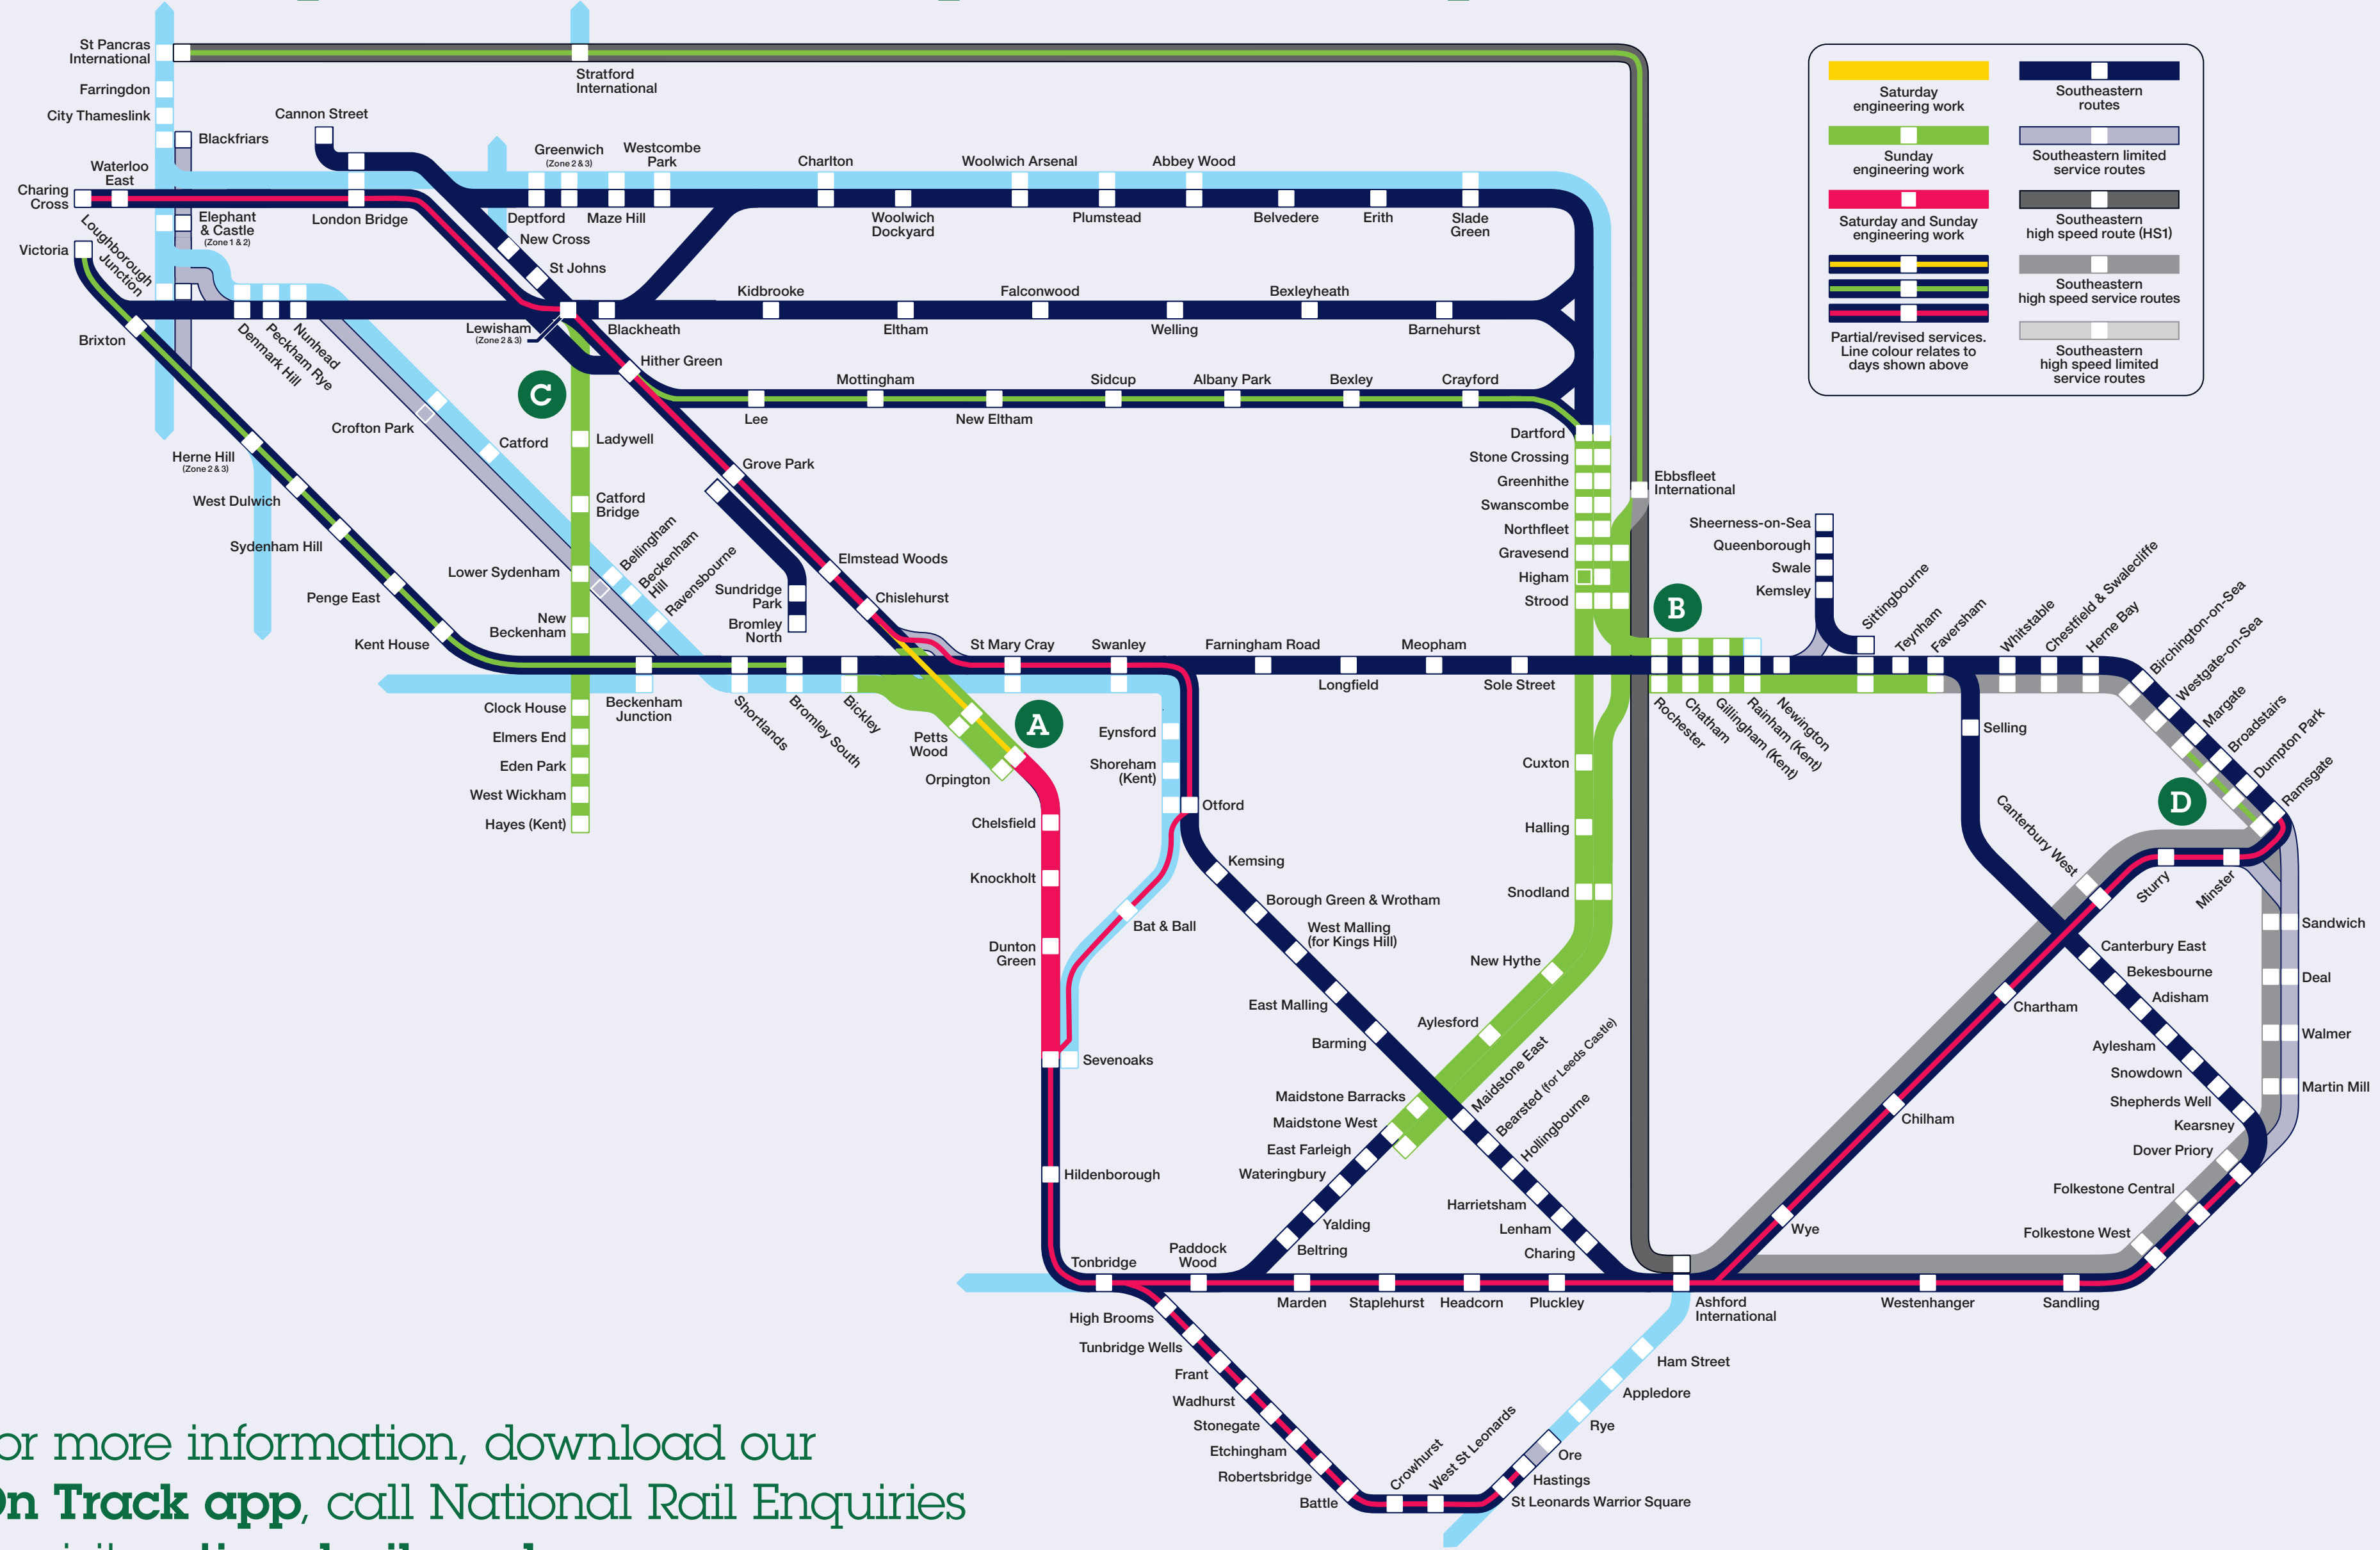 St Pancras
International
Stratford
International
Farringdon
City Thameslink
Blackfriars
Cannon Street
Waterloo
East
Charing
Cross
London Bridge
Elephant
& Castle
(Zone 1 & 2)
Loughborough
Junction
Victoria
Brixton
Denmark Hill
Peckham Rye
Nunhead
Greenwich
(Zone 2 & 3)
Westcombe
Park
Charlton
Woolwich Arsenal
Abbey Wood
Deptford
Maze Hill
Woolwich
Dockyard
Plumstead
Belvedere
Erith
Slade
Green
New Cross
St Johns
Lewisham
(Zone 2 & 3)
Blackheath
Kidbrooke
Eltham
Falconwood
Welling
Bexleyheath
Barnehurst
Hither Green
Lee
Mottingham
New Eltham
Sidcup
Albany Park
Bexley
Crayford
C
Ladywell
Catford
Bridge
Lower Sydenham
New
Beckenham
Clock House
Elmers End
Eden Park
West Wickham
Hayes (Kent)
Crofton Park
Catford
Bellingham
Beckenham
Hill
Ravensbourne
Herne Hill
(Zone 2 & 3)
West Dulwich
Sydenham Hill
Penge East
Kent House
Beckenham
Junction
Shortlands
Bromley South
Bickley
Grove Park
Sundridge
Park
Bromley
North
Elmstead Woods
Chislehurst
Petts
Wood
Orpington
A
Chelsfield
Knockholt
Dunton
Green
Sevenoaks
Hildenborough
Tonbridge
St Mary Cray
Swanley
Eynsford
Shoreham
(Kent)
Otford
Bat & Ball
Kemsing
Borough Green & Wrotham
West Malling
(for Kings Hill)
East Malling
Barming
Maidstone East
Bearsted (for Leeds Castle)
Hollingbourne
Harrietsham
Lenham
Charing
Farningham Road
Longfield
Meopham
Sole Street
Dartford
Stone Crossing
Greenhithe
Swanscombe
Northfleet
Gravesend
Higham
Strood
Cuxton
Halling
Snodland
New Hythe
Aylesford
Maidstone Barracks
Maidstone West
East Farleigh
Wateringbury
Yalding
Beltring
Paddock
Wood
Marden
Staplehurst
Headcorn
Pluckley
Ashford
International
Westenhanger
Sandling
Folkestone West
Folkestone Central
Dover Priory
Ebbsfleet
International
B
Rochester
Chatham
Gillingham (Kent)
Rainham (Kent)
Newington
Sheerness-on-Sea
Queenborough
Swale
Kemsley
Sittingbourne
Teynham
Faversham
Whitstable
Chestfield & Swalecliffe
Herne Bay
Birchington-on-Sea
Westgate-on-Sea
Margate
Broadstairs
Dumpton Park
Ramsgate
D
Selling
Canterbury East
Bekesbourne
Adisham
Aylesham
Snowdown
Shepherds Well
Kearsney
Canterbury West
Sturry
Minster
Chartham
Chilham
Wye
Sandwich
Deal
Walmer
Martin Mill
High Brooms
Tunbridge Wells
Frant
Wadhurst
Stonegate
Etchingham
Robertsbridge
Battle
Crowhurst
West St Leonards
St Leonards Warrior Square
Hastings
Ore
Rye
Appledore
Ham Street
Saturday
engineering work
Sunday
engineering work
Saturday and Sunday
engineering work
Partial/revised services.
Line colour relates to
days shown above
Southeastern
routes
Southeastern limited
service routes
Southeastern
high speed route (HS1)
Southeastern
high speed service routes
Southeastern
high speed limited
service routes
or more information, download our
On Track app, call National Rail Enquiries